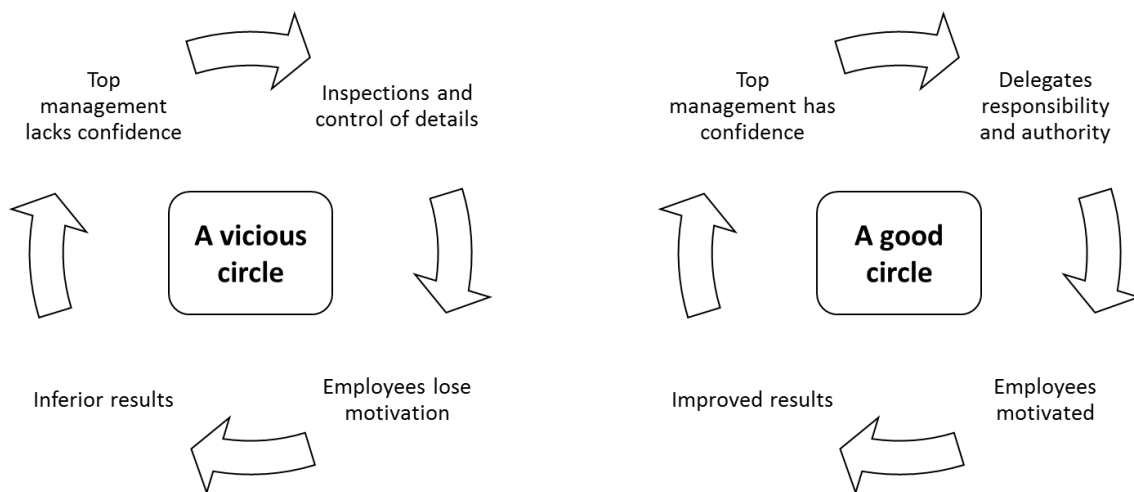 Top
management
lacks confidence
Inspections and
control of details
A vicious
circle
Inferior results
Employees lose
motivation
Top
management has
confidence
Delegates
responsibility
and authority
A good
circle
Improved results
Employees
motivated